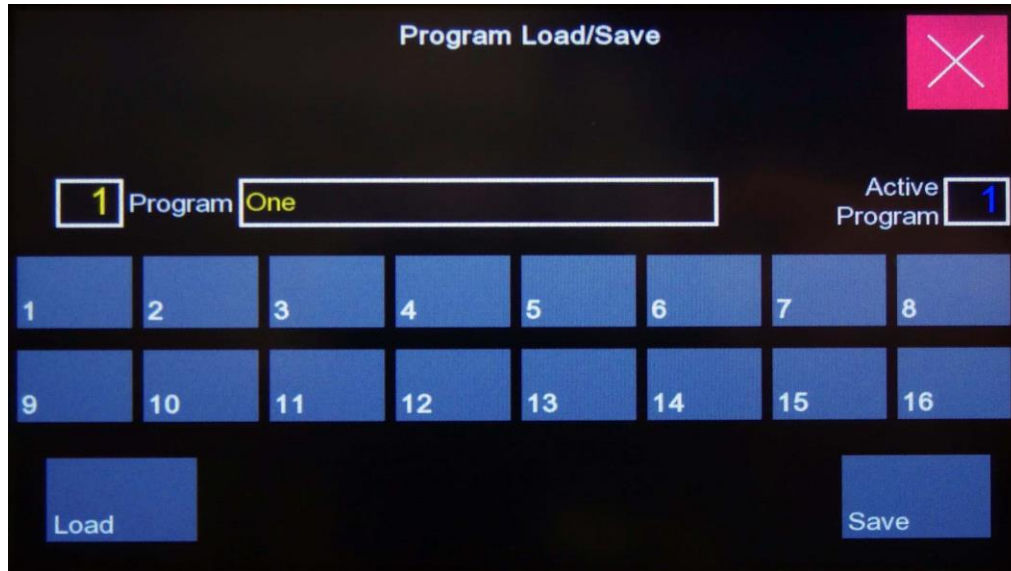 Program Load/Save
1 Program One Active Program 1
1 2 3 4 5 6 7 8
9 10 11 12 13 14 15 16
Load Save